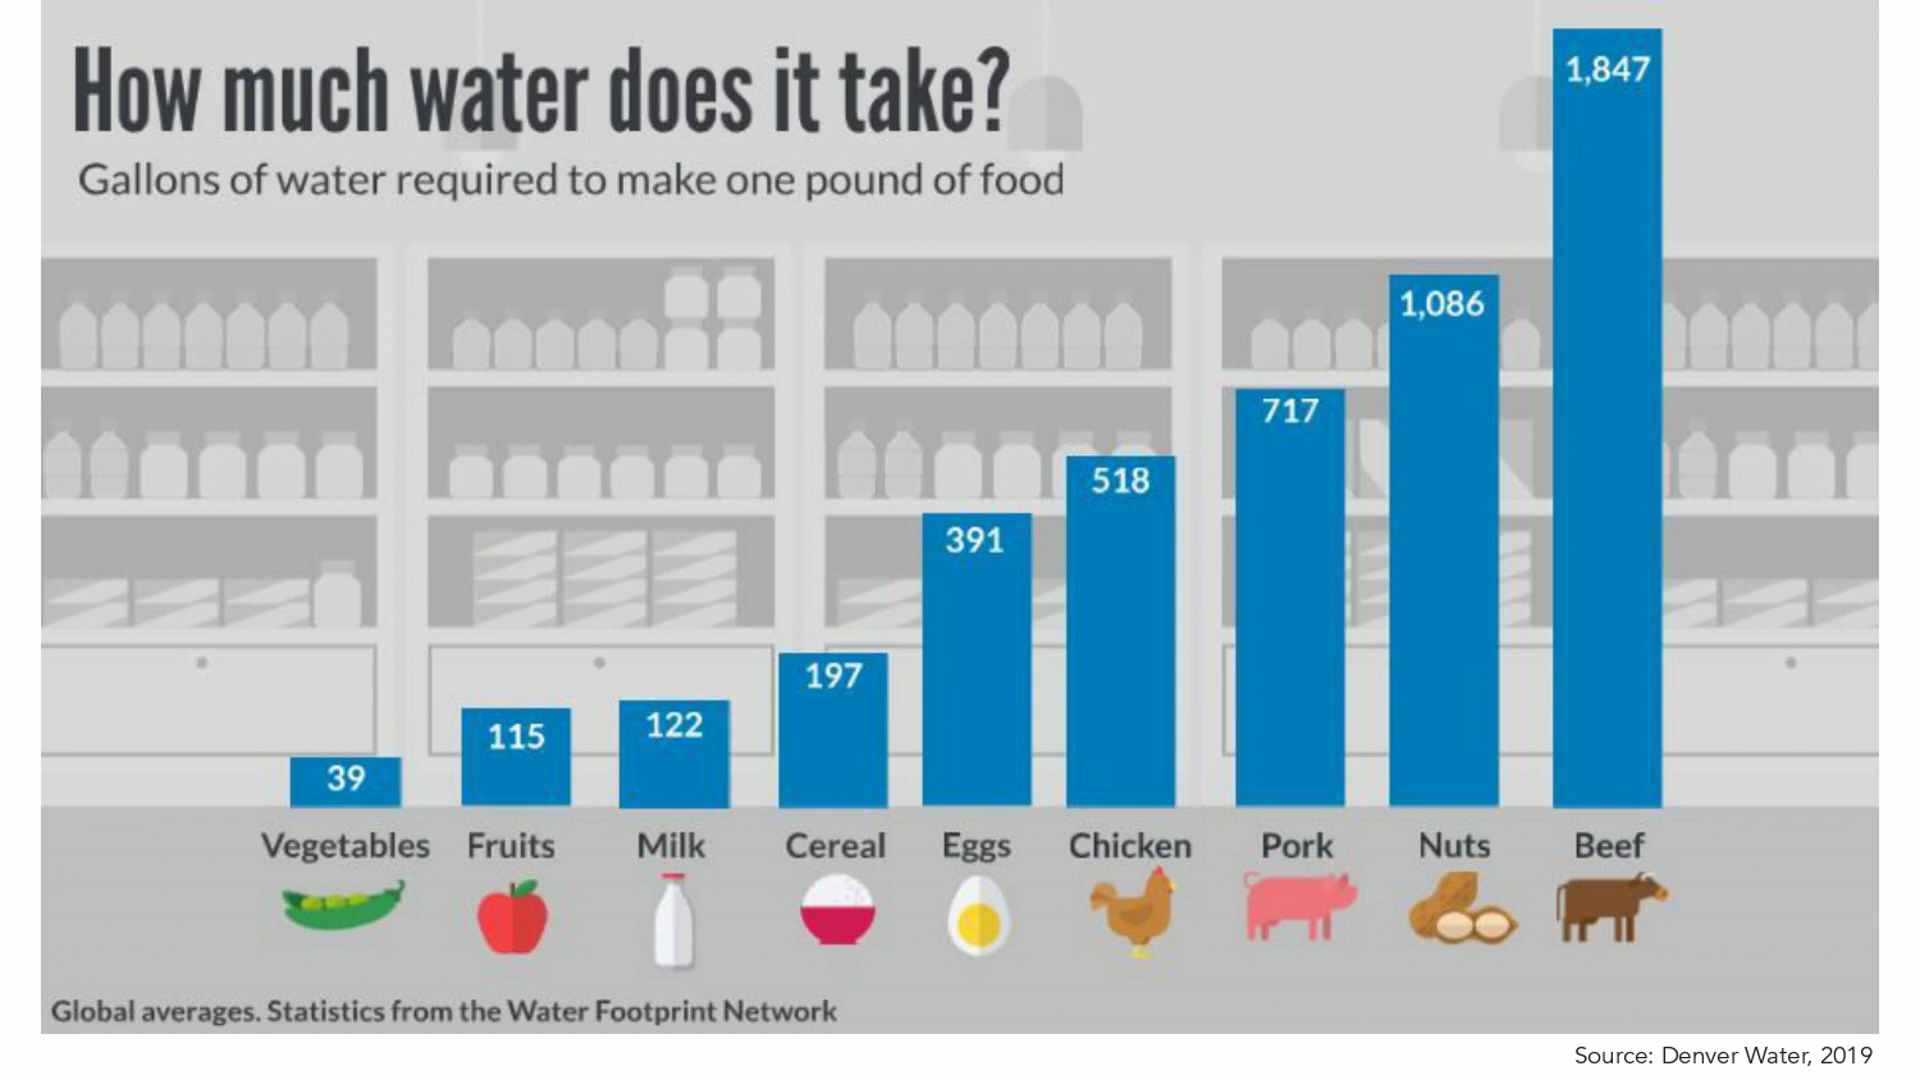 How much water does it take?
Gallons of water required to make one pound of food
39
115
122
197
391
518
717
1,086
1,847
Vegetables Fruits Milk Cereal Eggs Chicken Pork Nuts Beef
Global averages. Statistics from the Water Footprint Network
Source: Denver Water, 2019